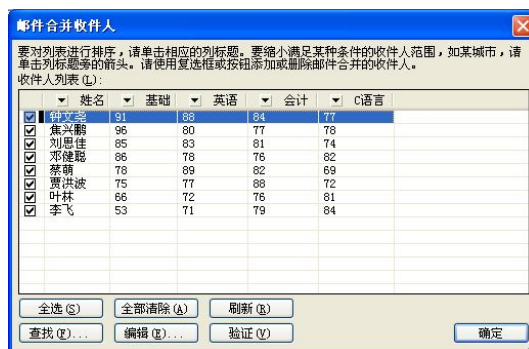 邮件合并收件人
要对列表进行排序，请单击相应的列标题。要缩小满足某种条件的收件人范围，如某城市，请
单击列标题旁的箭头。请使用复选框或按钮添加或删除邮件合并的收件人。
收件人列表(L)：
姓名 基础 英语 会计 C语言
钟文尧 91 88 84 77
焦兴鹏 96 80 77 78
刘思佳 85 83 81 74
邓健聪 86 78 76 82
蔡萌 78 89 82 69
贾洪波 75 77 88 72
叶林 66 72 76 81
李飞 53 71 79 84
全选(S) 全部清除(A) 刷新(R)
查找(F)... 编辑(E)... 验证(V) 确定